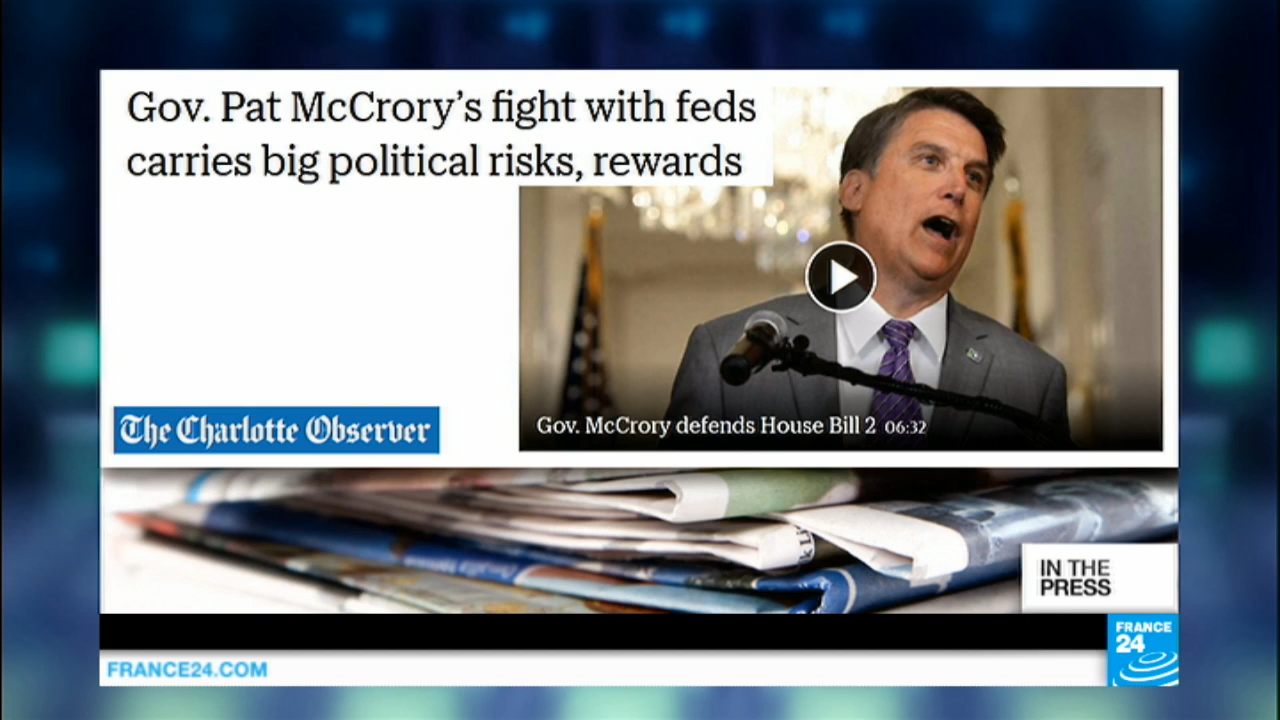 Gov. Pat McCrory's fight with feds
carries big political risks, rewards
Gov. McCrory defends House Bill 2 06:32
The Charlotte Observer
IN THE
PRESS
FRANCE
24
FRANCE24.COM